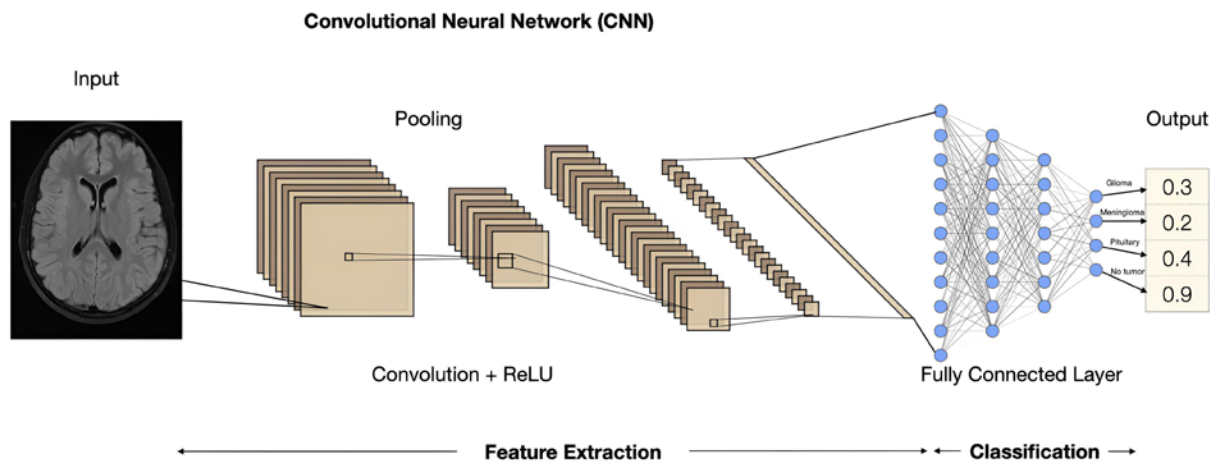 Convolutional Neural Network (CNN)
Input
Pooling
Output
Glioma
0.3
Meningioma
0.2
Pituitary
0.4
No tumor
0.9
Convolution + ReLU
Fully Connected Layer
Feature Extraction
Classification